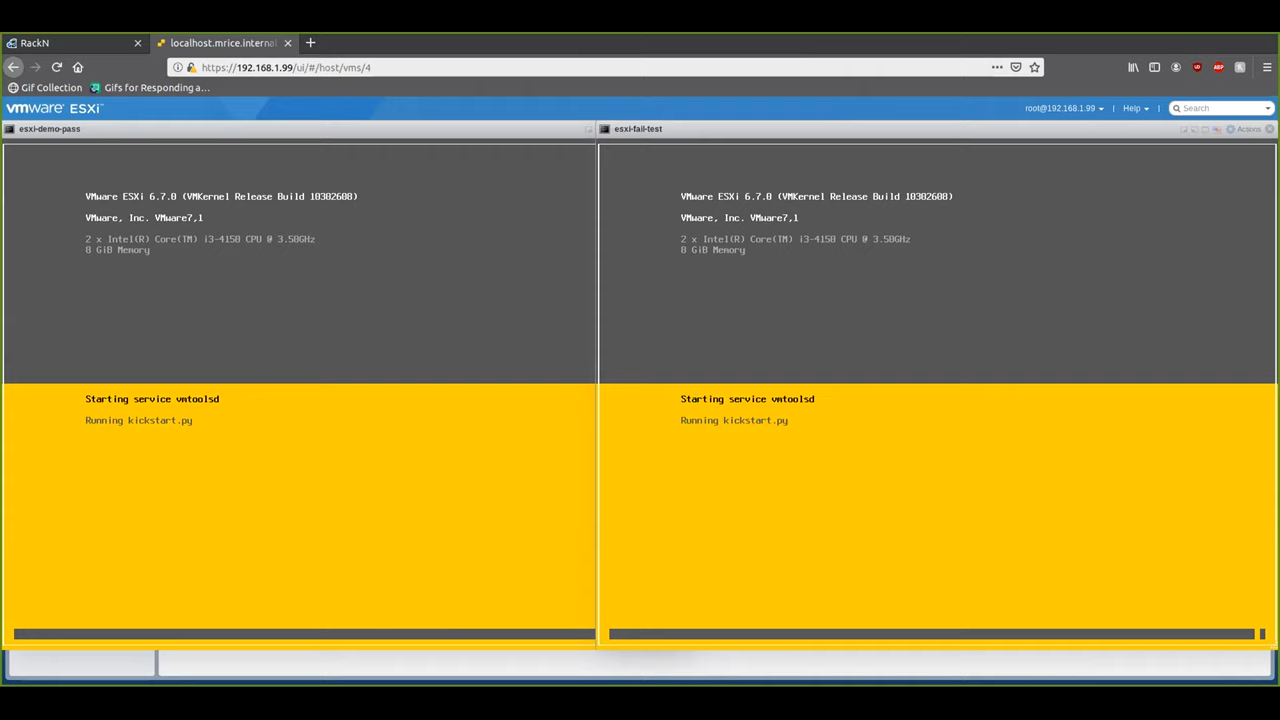 RackN
localhost.mrice.interna
https://192.168.1.99/ui/#/host/vms/4
Gif Collection
Gifs for Responding a...
vmware ESXi
root@192.168.1.99
Help
Search
esxi-demo-pass
esxi-fail-test
Actions
VMware ESXi 6.7.0 (VMKernel Release Build 10302608)
VMware, Inc. VMware7,1
2 x Intel(R) Core(TM) i3-4150 CPU @ 3.50GHz
8 GiB Memory
Starting service vmtoolsd
Running kickstart.py
VMware ESXi 6.7.0 (VMKernel Release Build 10302608)
VMware, Inc. VMware7,1
2 x Intel(R) Core(TM) i3-4150 CPU @ 3.50GHz
8 GiB Memory
Starting service vmtoolsd
Running kickstart.py